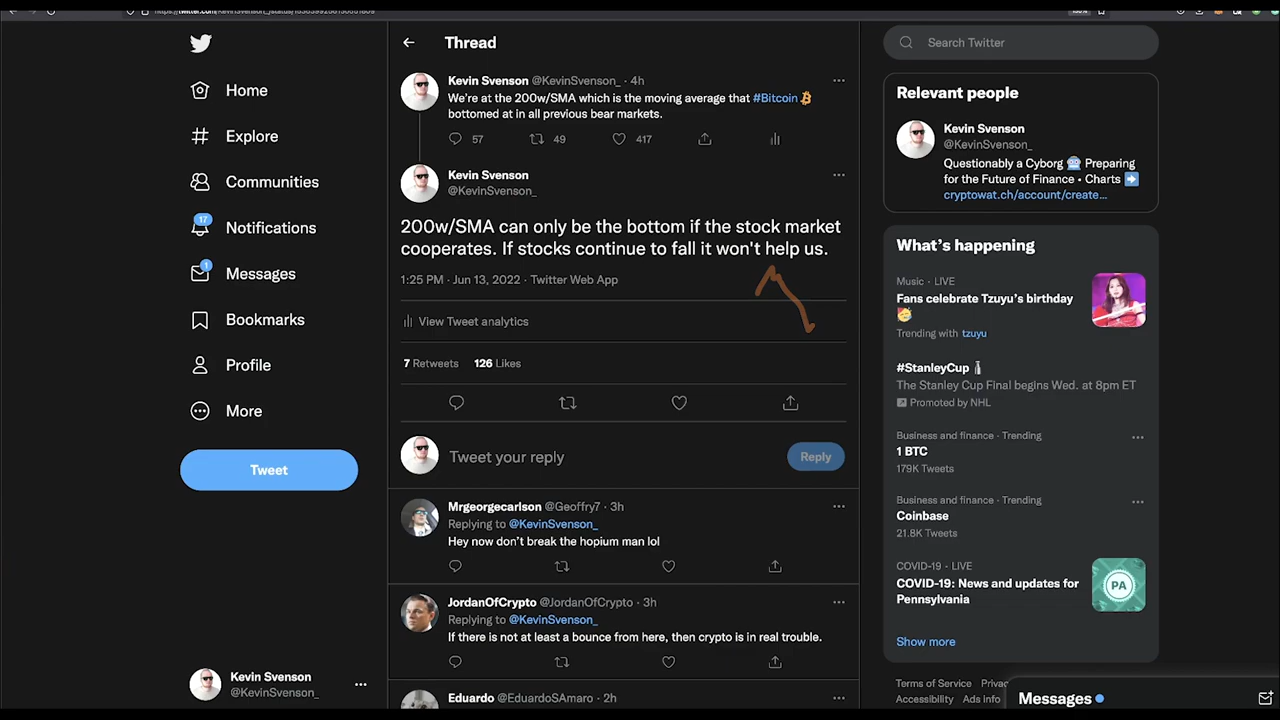 Thread
Search Twitter
Home
Explore
Communities
17
Notifications
1
Messages
Bookmarks
Profile
More
Tweet
Kevin Svenson
@KevinSvenson_
Kevin Svenson @KevinSvenson_ · 4h
We're at the 200w/SMA which is the moving average that #Bitcoin
bottomed at in all previous bear markets.
57 49 417
Kevin Svenson
@KevinSvenson_
200w/SMA can only be the bottom if the stock market
cooperates. If stocks continue to fall it won't help us.
1:25 PM · Jun 13, 2022 · Twitter Web App
View Tweet analytics
7 Retweets 126 Likes
Tweet your reply
Reply
Mrgeorgecarlson @Geoffry7 · 3h
Replying to @KevinSvenson_
Hey now don't break the hopium man lol
JordanOfCrypto @JordanOfCrypto · 3h
Replying to @KevinSvenson_
If there is not at least a bounce from here, then crypto is in real trouble.
Eduardo @EduardoSAmaro · 2h
Relevant people
Kevin Svenson
@KevinSvenson_
Questionably a Cyborg Preparing
for the Future of Finance • Charts
cryptowat.ch/account/create…
What's happening
Music · LIVE
Fans celebrate Tzuyu's birthday
Trending with tzuyu
#StanleyCup
The Stanley Cup Final begins Wed. at 8pm ET
Promoted by NHL
Business and finance · Trending
1 BTC
179K Tweets
Business and finance · Trending
Coinbase
21.8K Tweets
COVID-19 · LIVE
COVID-19: News and updates for
Pennsylvania
PA
Show more
Terms of Service
Accessibility Ads info
Messages